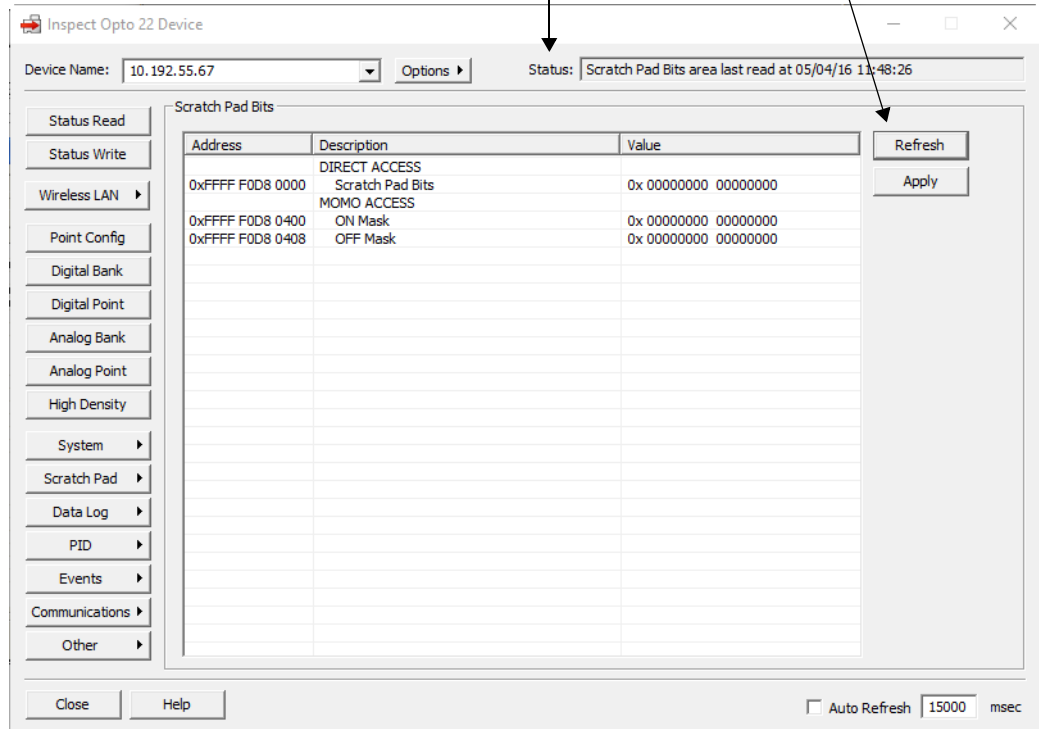 Inspect Opto 22 Device
Device Name: 10.192.55.67 Options Status: Scratch Pad Bits area last read at 05/04/16 11:48:26
Status Read
Status Write
Wireless LAN
Point Config
Digital Bank
Digital Point
Analog Bank
Analog Point
High Density
System
Scratch Pad
Data Log
PID
Events
Communications
Other
Scratch Pad Bits
Address Description Value
DIRECT ACCESS
0xFFFF F0D8 0000 Scratch Pad Bits 0x 00000000 00000000
MOMO ACCESS
0xFFFF F0D8 0400 ON Mask 0x 00000000 00000000
0xFFFF F0D8 0408 OFF Mask 0x 00000000 00000000
Refresh
Apply
Close Help Auto Refresh 15000 msec